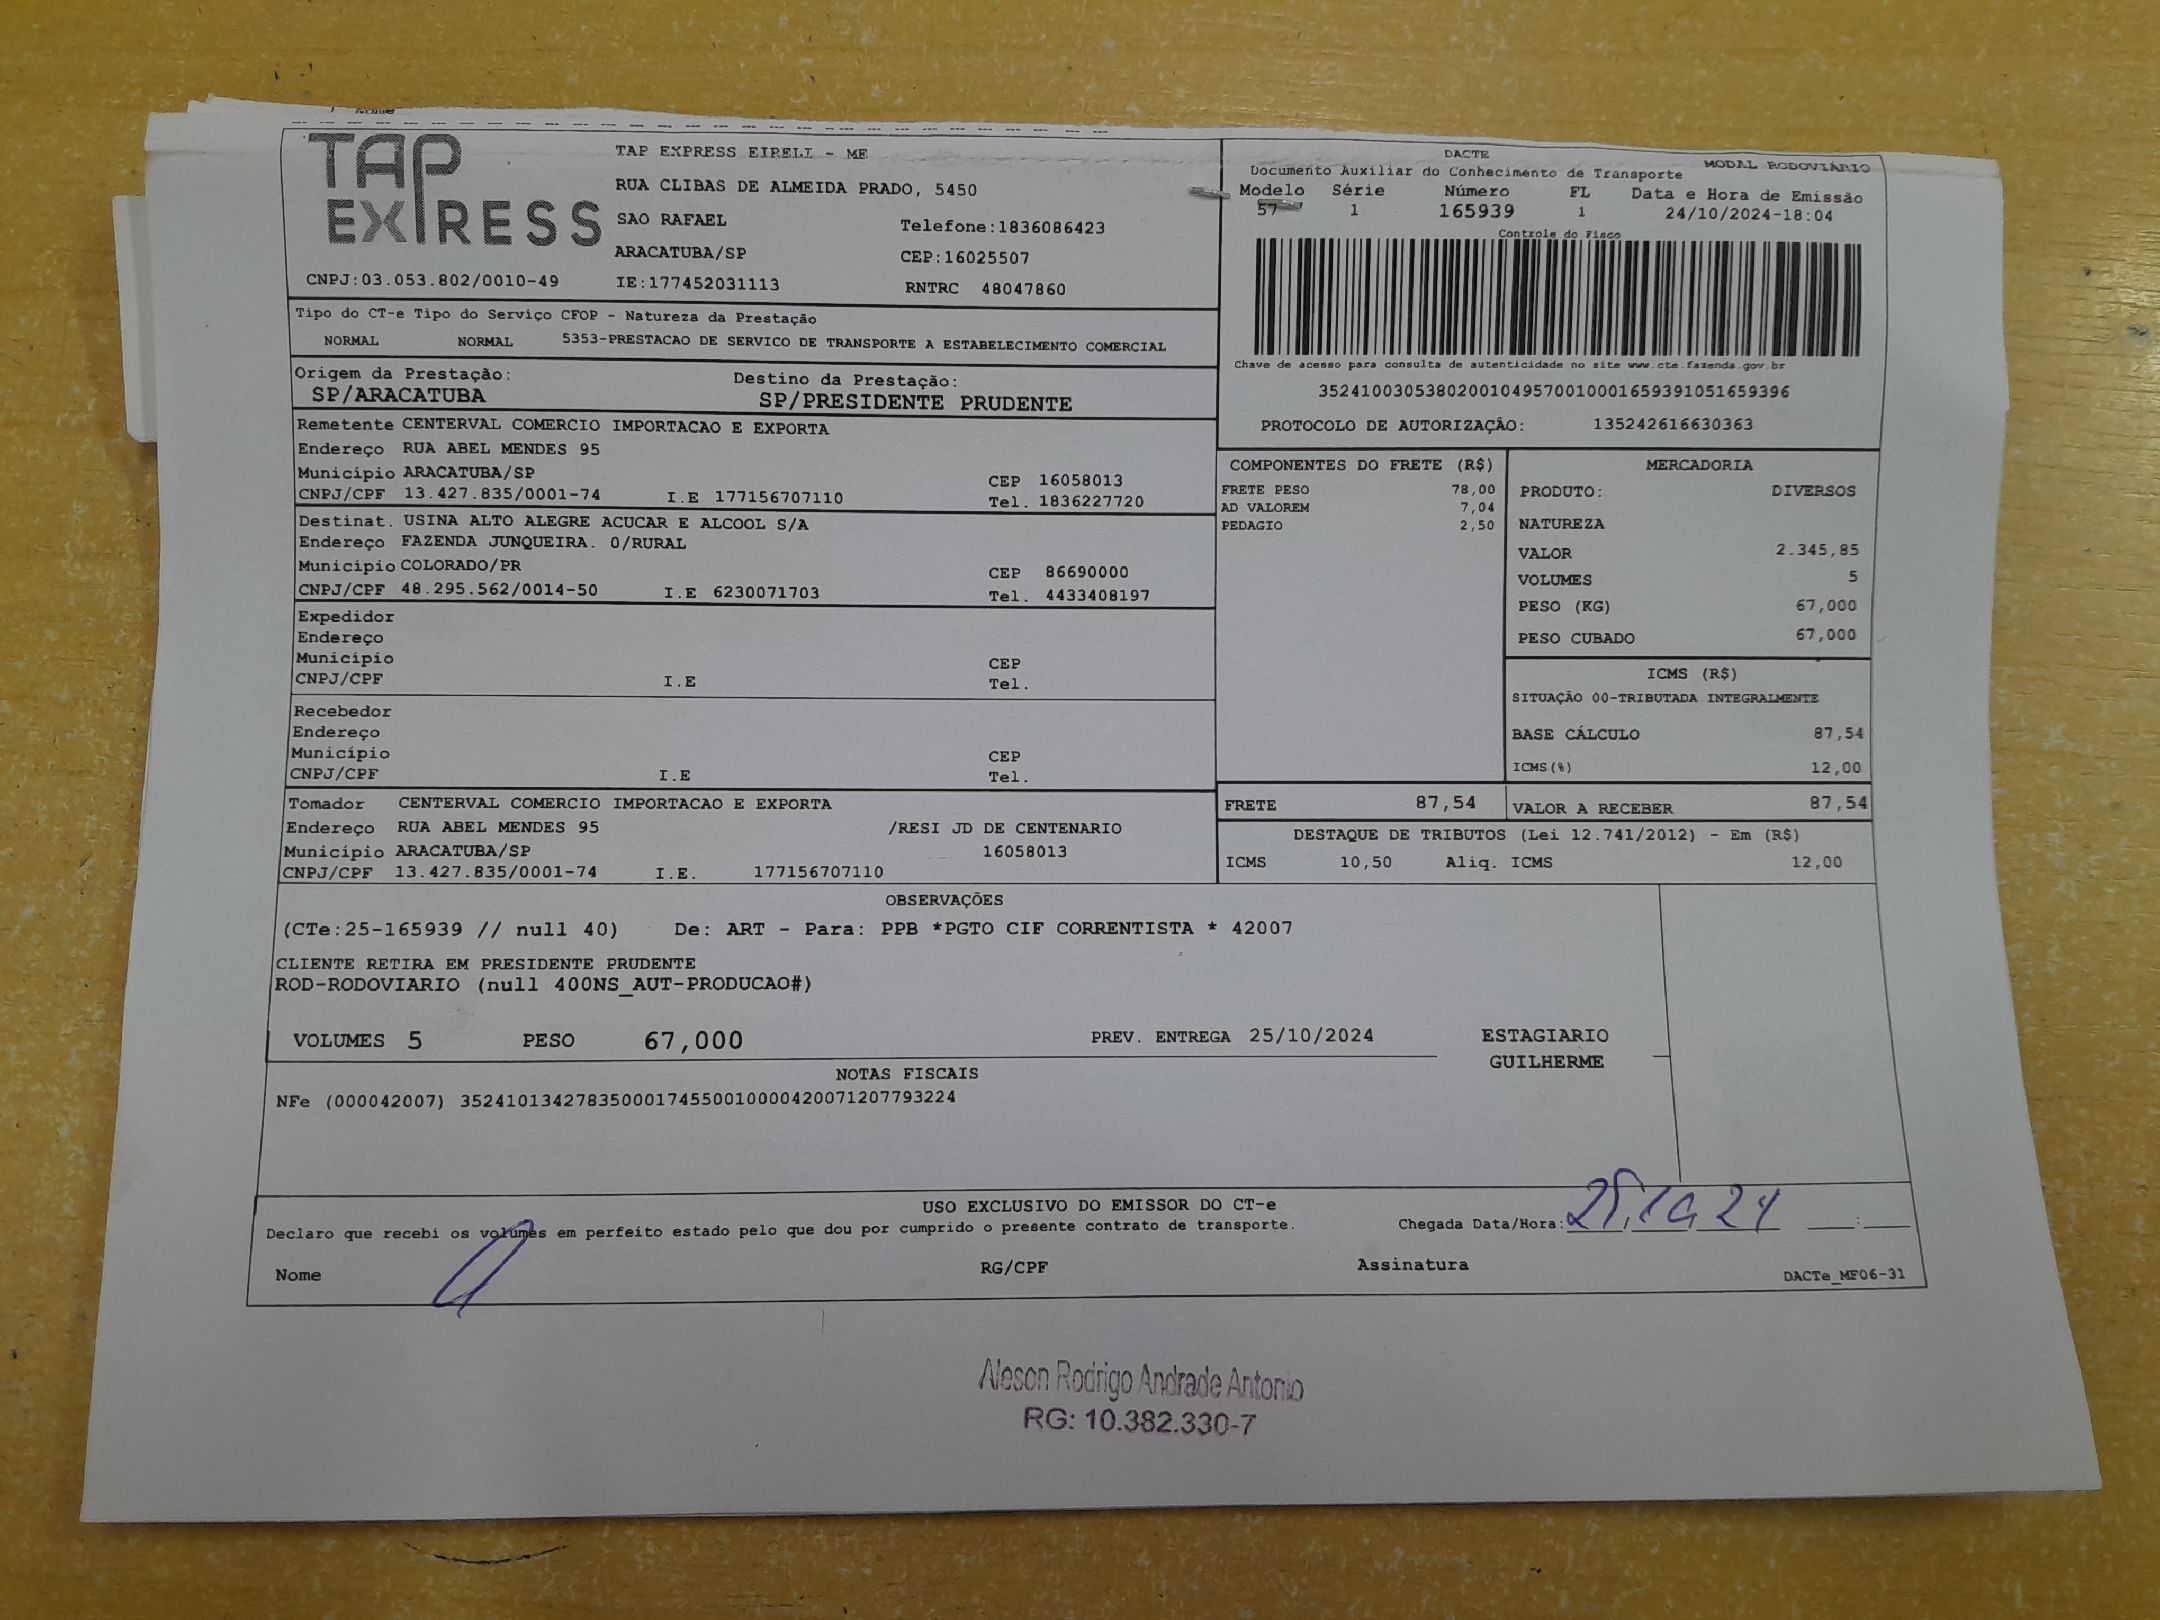 Nome
TAP EXPRESS
TAP EXPRESS EIRELI - ME
RUA CLIBAS DE ALMEIDA PRADO, 5450
SAO RAFAEL Telefone:1836086423
ARACATUBA/SP CEP:16025507
CNPJ:03.053.802/0010-49 IE:177452031113 RNTRC 48047860
DACTE MODAL RODOVIÁRIO
Documento Auxiliar do Conhecimento de Transporte
Modelo Série Número FL Data e Hora de Emissão
57 1 165939 1 24/10/2024-18:04
Controle do Fisco
Chave de acesso para consulta de autenticidade no site www.cte.fazenda.gov.br
35241003053802001049570010001659391051659396
PROTOCOLO DE AUTORIZAÇÃO: 135242616630363
Tipo do CT-e Tipo do Serviço CFOP - Natureza da Prestação
NORMAL NORMAL 5353-PRESTACAO DE SERVICO DE TRANSPORTE A ESTABELECIMENTO COMERCIAL
Origem da Prestação: Destino da Prestação:
SP/ARACATUBA SP/PRESIDENTE PRUDENTE
Remetente CENTERVAL COMERCIO IMPORTACAO E EXPORTA
Endereço RUA ABEL MENDES 95
Município ARACATUBA/SP CEP 16058013
CNPJ/CPF 13.427.835/0001-74 I.E 177156707110 Tel. 1836227720
Destinat. USINA ALTO ALEGRE ACUCAR E ALCOOL S/A
Endereço FAZENDA JUNQUEIRA. 0/RURAL
Município COLORADO/PR CEP 86690000
CNPJ/CPF 48.295.562/0014-50 I.E 6230071703 Tel. 4433408197
Expedidor
Endereço
Município CEP
CNPJ/CPF I.E Tel.
Recebedor
Endereço
Município CEP
CNPJ/CPF I.E Tel.
Tomador CENTERVAL COMERCIO IMPORTACAO E EXPORTA
Endereço RUA ABEL MENDES 95 /RESI JD DE CENTENARIO
Município ARACATUBA/SP 16058013
CNPJ/CPF 13.427.835/0001-74 I.E. 177156707110
COMPONENTES DO FRETE (R$)
FRETE PESO 78,00
AD VALOREM 7,04
PEDAGIO 2,50
MERCADORIA
PRODUTO: DIVERSOS
NATUREZA
VALOR 2.345,85
VOLUMES 5
PESO (KG) 67,000
PESO CUBADO 67,000
ICMS (R$)
SITUAÇÃO 00-TRIBUTADA INTEGRALMENTE
BASE CÁLCULO 87,54
ICMS(%) 12,00
FRETE 87,54 VALOR A RECEBER 87,54
DESTAQUE DE TRIBUTOS (Lei 12.741/2012) - Em (R$)
ICMS 10,50 Aliq. ICMS 12,00
OBSERVAÇÕES
(CTe:25-165939 // null 40) De: ART - Para: PPB *PGTO CIF CORRENTISTA * 42007
CLIENTE RETIRA EM PRESIDENTE PRUDENTE
ROD-RODOVIARIO (null 400NS_AUT-PRODUCAO#)
VOLUMES 5 PESO 67,000 PREV. ENTREGA 25/10/2024 ESTAGIARIO
GUILHERME
NOTAS FISCAIS
NFe (000042007) 35241013427835000174550010000420071207793224
USO EXCLUSIVO DO EMISSOR DO CT-e
Declaro que recebi os volumes em perfeito estado pelo que dou por cumprido o presente contrato de transporte. Chegada Data/Hora: 25/10/24 __:__
Nome RG/CPF Assinatura DACTe_MF06-31
Aleson Rodrigo Andrade Antonio
RG: 10.382.330-7